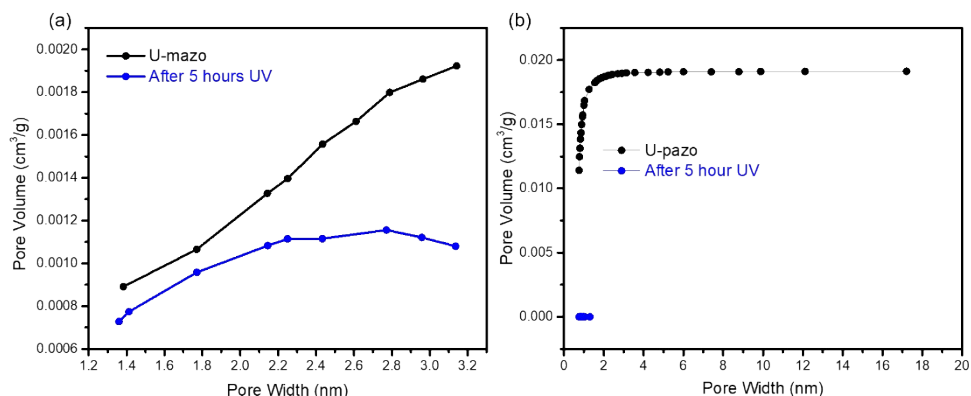 (a)
U-mazo
After 5 hours UV
Pore Volume (cm³/g)
0.0020
0.0018
0.0016
0.0014
0.0012
0.0010
0.0008
0.0006
1.2 1.4 1.6 1.8 2.0 2.2 2.4 2.6 2.8 3.0 3.2
Pore Width (nm)
(b)
U-pazo
After 5 hour UV
Pore Volume (cm³/g)
0.020
0.015
0.010
0.005
0.000
0 2 4 6 8 10 12 14 16 18 20
Pore Width (nm)